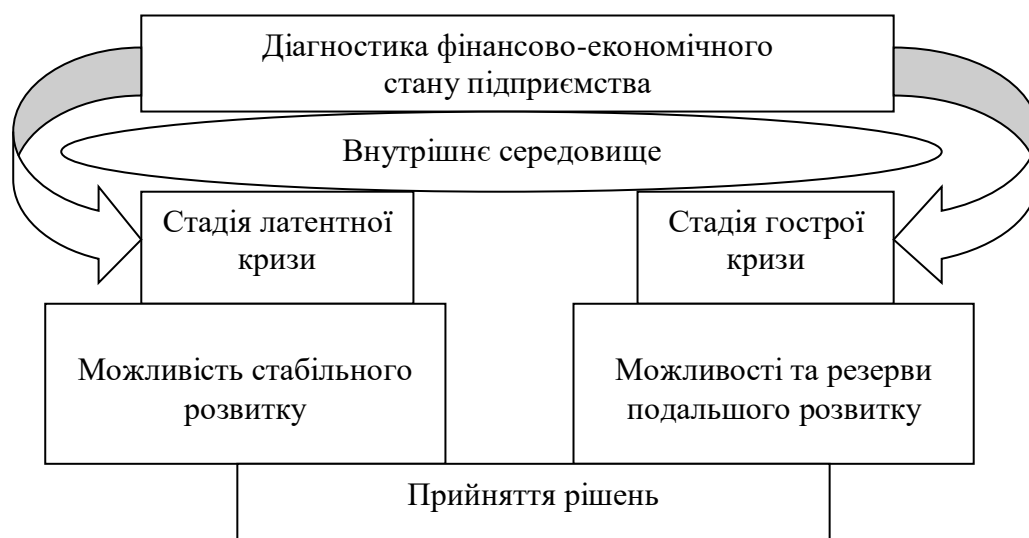 Діагностика фінансово-економічного
стану підприємства
Внутрішнє середовище
Стадія латентної
кризи
Стадія гострої
кризи
Можливість стабільного
розвитку
Можливості та резерви
подальшого розвитку
Прийняття рішень